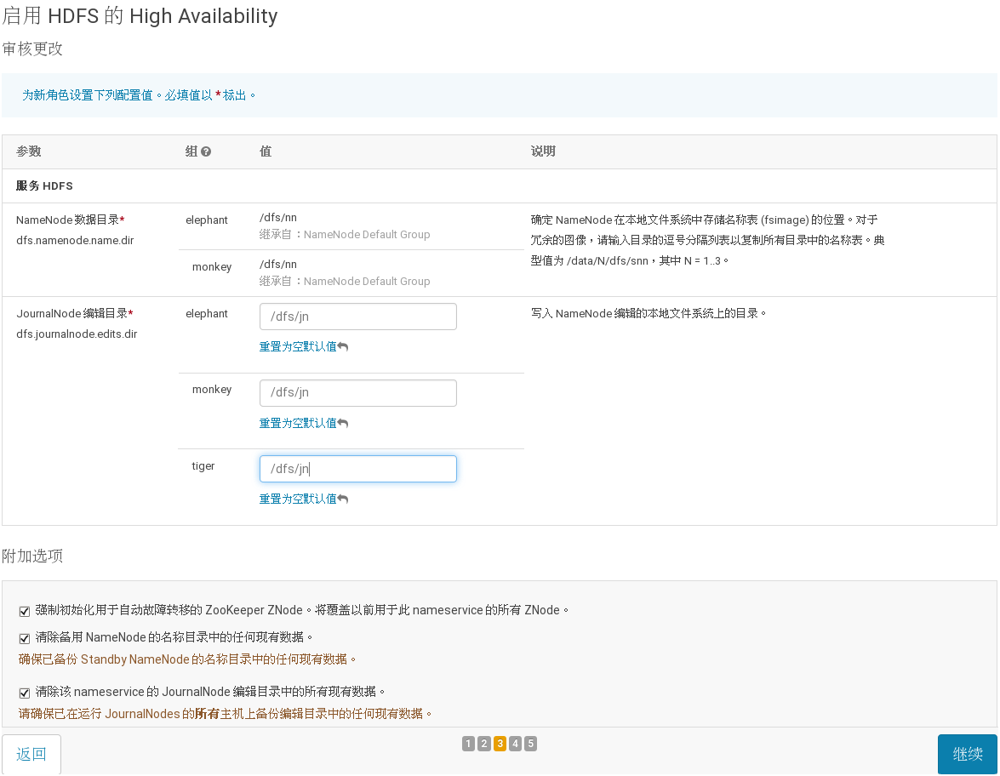 启用 HDFS 的 High Availability
审核更改
为新角色设置下列配置值。必填值以 * 标出。
参数 组 值 说明
服务 HDFS
NameNode 数据目录* elephant /dfs/nn 确定 NameNode 在本地文件系统中存储名称表 (fsimage) 的位置。对于
dfs.namenode.name.dir 继承自：NameNode Default Group 冗余的图像，请输入目录的逗号分隔列表以复制所有目录中的名称表。典
monkey /dfs/nn 型值为 /data/N/dfs/snn，其中 N = 1..3。
继承自：NameNode Default Group
JournalNode 编辑目录* elephant /dfs/jn 写入 NameNode 编辑的本地文件系统上的目录。
dfs.journalnode.edits.dir
重置为空默认值
monkey /dfs/jn
重置为空默认值
tiger /dfs/jn
重置为空默认值
附加选项
强制初始化用于自动故障转移的 ZooKeeper ZNode。将覆盖以前用于此 nameservice 的所有 ZNode。
清除备用 NameNode 的名称目录中的任何现有数据。
确保已备份 Standby NameNode 的名称目录中的任何现有数据。
清除该 nameservice 的 JournalNode 编辑目录中的所有现有数据。
请确保已在运行 JournalNodes 的所有主机上备份编辑目录中的任何现有数据。
返回 1 2 3 4 5 继续